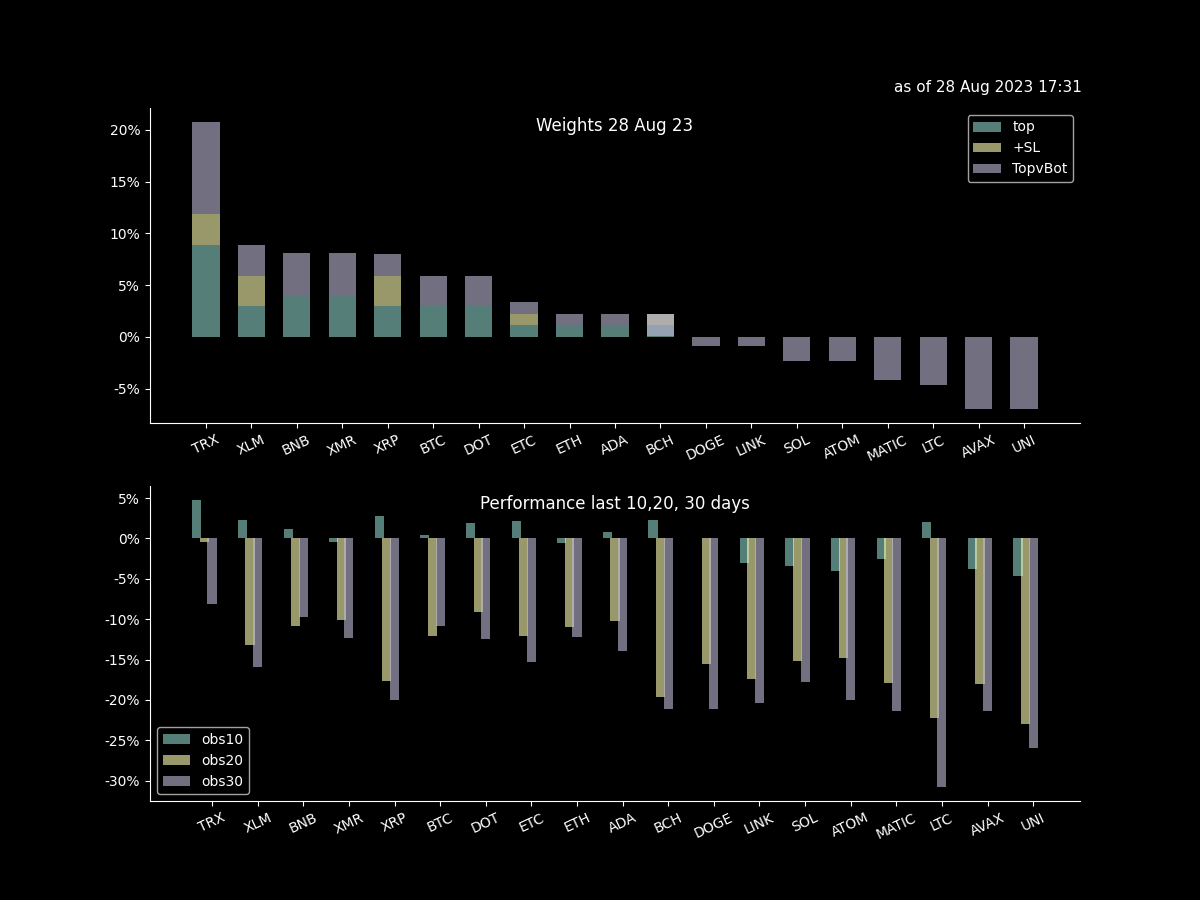 as of 28 Aug 2023 17:31
Weights 28 Aug 23
top
+SL
TopvBot
20%
15%
10%
5%
0%
-5%
TRX XLM BNB XMR XRP BTC DOT ETC ETH ADA BCH DOGE LINK SOL ATOM MATIC LTC AVAX UNI
Performance last 10,20, 30 days
5%
0%
-5%
-10%
-15%
-20%
-25%
-30%
obs10
obs20
obs30
TRX XLM BNB XMR XRP BTC DOT ETC ETH ADA BCH DOGE LINK SOL ATOM MATIC LTC AVAX UNI